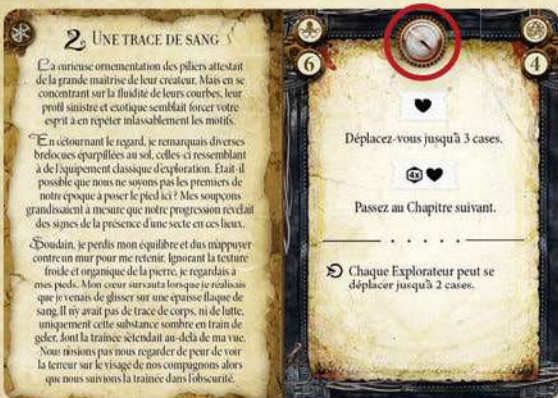 2. UNE TRACE DE SANG
La curieuse ornementation des piliers attestait
de la grande maîtrise de leur créateur. Mais en se
concentrant sur la fluidité de leurs courbes, leur
profil sinistre et exotique semblait forcer votre
esprit à en répéter inlassablement les motifs.
En détournant le regard, je remarquais diverses
breloques éparpillées au sol, celles-ci ressemblant
à de l'équipement classique d'exploration. Était-il
possible que nous ne soyons pas les premiers de
notre époque à poser le pied ici ? Mes soupçons
grandissaient à mesure que notre progression révélait
des signes de la présence d'une secte en ces lieux.
Soudain, je perdis mon équilibre et dus m'appuyer
contre un mur pour me retenir. Ignorant la texture
froide et organique de la pierre, je regardais à
mes pieds. Mon cœur sursauta lorsque je réalisais
que je venais de glisser sur une épaisse flaque de
sang. Il n'y avait pas de trace de corps, ni de lutte,
uniquement cette substance sombre en train de
geler, dont la traînée s'étendait au-delà de ma vue.
Nous n'osions pas nous regarder de peur de voir
la terreur sur le visage de nos compagnons alors
que nous suivions la traînée dans l'obscurité.
6
4
Déplacez-vous jusqu'à 3 cases.
4x
Passez au Chapitre suivant.
Chaque Explorateur peut se
déplacer jusqu'à 2 cases.